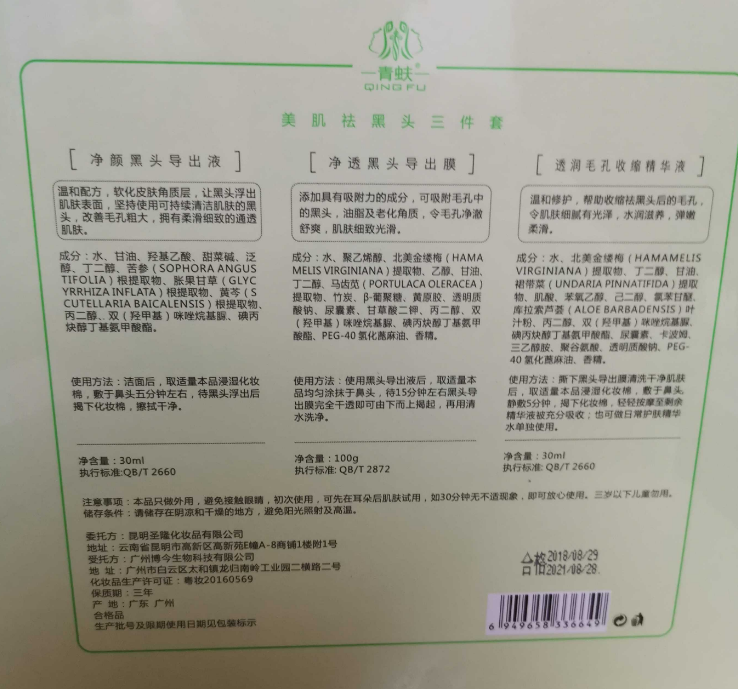 青蚨®
QING FU
美肌祛黑头三件套
[ 净颜黑头导出液 ]
温和配方，软化皮肤角质层，让黑头浮出
肌肤表面，坚持使用可持续清洁肌肤的黑
头，改善毛孔粗大，拥有柔滑细致的通透
肌肤。
成分：水、甘油、羟基乙酸、甜菜碱、泛
醇、丁二醇、苦参（SOPHORA ANGUS
TIFOLIA）根提取物、胀果甘草（GLYC
YRRHIZA INFLATA）根提取物、黄芩（S
CUTELLARIA BAICALENSIS）根提取物、
丙二醇、双（羟甲基）咪唑烷基脲、碘丙
炔醇丁基氨甲酸酯。
使用方法：洁面后，取适量本品浸湿化妆
棉，敷于鼻头五分钟左右，待黑头浮出后
揭下化妆棉，擦拭干净。
净含量：30ml
执行标准:QB/T 2660
[ 净透黑头导出膜 ]
添加具有吸附力的成分，可吸附毛孔中
的黑头，油脂及老化角质，令毛孔净澈
舒爽，肌肤细致光滑。
成分：水、聚乙烯醇、北美金缕梅（HAMA
MELIS VIRGINIANA）提取物、乙醇、甘油、
丁二醇、马齿苋（PORTULACA OLERACEA）
提取物、竹炭、β-葡聚糖、黄原胶、透明质
酸钠、尿囊素、甘草酸二钾、丙二醇、双
（羟甲基）咪唑烷基脲、碘丙炔醇丁基氨甲
酸酯、PEG-40 氢化蓖麻油、香精。
使用方法：使用黑头导出液后，取适量本
品均匀涂抹于鼻头，待15分钟左右黑头导
出膜完全干透即可由下而上揭起，再用清
水洗净。
净含量：100g
执行标准:QB/T 2872
[ 透润毛孔收缩精华液 ]
温和修护，帮助收缩祛黑头后的毛孔，
令肌肤细腻有光泽，水润滋养，弹嫩
柔滑。
成分：水、北美金缕梅（HAMAMELIS
VIRGINIANA）提取物、丁二醇、甘油、
裙带菜（UNDARIA PINNATIFIDA）提取
物、肌酸、苯氧乙醇、己二醇、氯苯甘醚、
库拉索芦荟（ALOE BARBADENSIS）叶
汁粉、丙二醇、双（羟甲基）咪唑烷基脲、
碘丙炔醇丁基氨甲酸酯、尿囊素、卡波姆、
三乙醇胺、聚谷氨酸、透明质酸钠、PEG-
40 氢化蓖麻油、香精。
使用方法：撕下黑头导出膜清洗干净肌肤
后，取适量本品浸湿化妆棉，敷于鼻头，
静敷5分钟，揭下化妆棉，轻轻按摩至剩余
精华液被充分吸收；也可做日常护肤精华
水单独使用。
净含量：30ml
执行标准:QB/T 2660
注意事项：本品只做外用，避免接触眼睛，初次使用，可先在耳朵后肌肤试用，如30分钟无不适现象，即可放心使用。三岁以下儿童勿用。
储存条件：请储存在阴凉和干燥的地方，避免阳光照射及高温。
委托方：昆明圣隆化妆品有限公司
地址：云南省昆明市高新区高新苑E幢A-8商铺1楼附1号
受托方：广州博今生物科技有限公司
地 址：广州市白云区太和镇龙归南岭工业园二横路二号
化妆品生产许可证：粤妆20160569
保质期：三年
产 地：广东 广州
合格品
生产批号及限期使用日期见包装标示
合格2018/08/29
合格2021/08/28
6 949658 336649